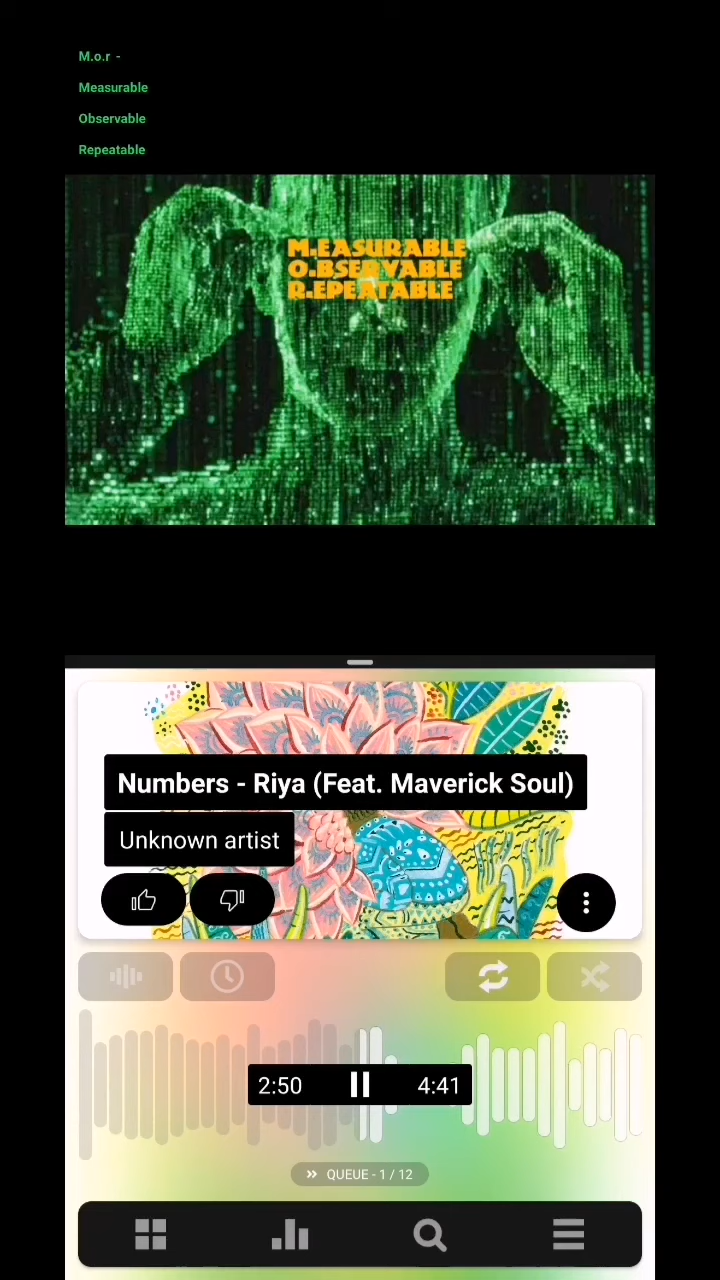 M.o.r -
Measurable
Observable
Repeatable
M.EASURABLE
O.BSERVABLE
R.EPEATABLE
Numbers - Riya (Feat. Maverick Soul)
Unknown artist
2:50 4:41
QUEUE - 1 / 12